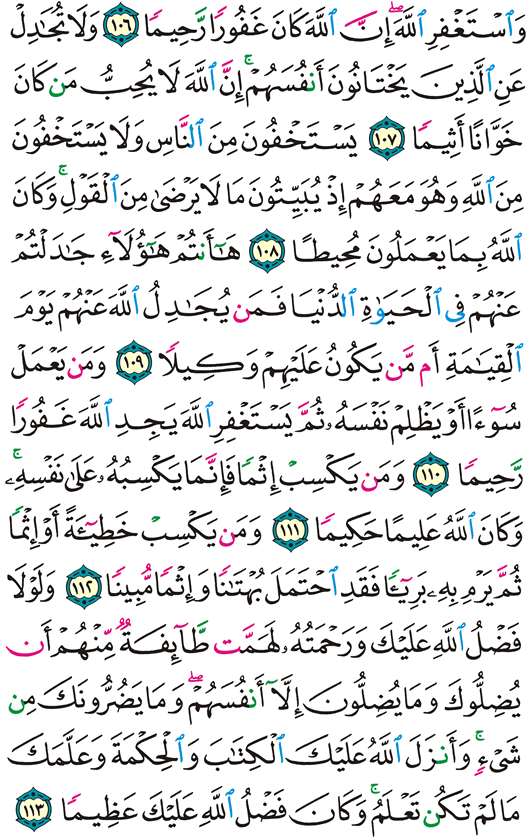 وَٱسْتَغْفِرِ ٱللَّهَۖ إِنَّ ٱللَّهَ كَانَ غَفُورًا رَّحِيمًا ١٠٦ وَلَا تُجَٰدِلْ
عَنِ ٱلَّذِينَ يَخْتَانُونَ أَنفُسَهُمْۚ إِنَّ ٱللَّهَ لَا يُحِبُّ مَن كَانَ
خَوَّانًا أَثِيمًا ١٠٧ يَسْتَخْفُونَ مِنَ ٱلنَّاسِ وَلَا يَسْتَخْفُونَ
مِنَ ٱللَّهِ وَهُوَ مَعَهُمْ إِذْ يُبَيِّتُونَ مَا لَا يَرْضَىٰ مِنَ ٱلْقَوْلِۚ وَكَانَ
ٱللَّهُ بِمَا يَعْمَلُونَ مُحِيطًا ١٠٨ هَٰٓأَنتُمْ هَٰٓؤُلَآءِ جَٰدَلْتُمْ
عَنْهُمْ فِى ٱلْحَيَوٰةِ ٱلدُّنْيَا فَمَن يُجَٰدِلُ ٱللَّهَ عَنْهُمْ يَوْمَ
ٱلْقِيَٰمَةِ أَم مَّن يَكُونُ عَلَيْهِمْ وَكِيلًا ١٠٩ وَمَن يَعْمَلْ
سُوٓءًا أَوْ يَظْلِمْ نَفْسَهُۥ ثُمَّ يَسْتَغْفِرِ ٱللَّهَ يَجِدِ ٱللَّهَ غَفُورًا
رَّحِيمًا ١١٠ وَمَن يَكْسِبْ إِثْمًا فَإِنَّمَا يَكْسِبُهُۥ عَلَىٰ نَفْسِهِۦۚ
وَكَانَ ٱللَّهُ عَلِيمًا حَكِيمًا ١١١ وَمَن يَكْسِبْ خَطِيٓـَٔةً أَوْ إِثْمًا
ثُمَّ يَرْمِ بِهِۦ بَرِيٓـًٔا فَقَدِ ٱحْتَمَلَ بُهْتَٰنًا وَإِثْمًا مُّبِينًا ١١٢ وَلَوْلَا
فَضْلُ ٱللَّهِ عَلَيْكَ وَرَحْمَتُهُۥ لَهَمَّت طَّآئِفَةٌ مِّنْهُمْ أَن
يُضِلُّوكَ وَمَا يُضِلُّونَ إِلَّآ أَنفُسَهُمْۖ وَمَا يَضُرُّونَكَ مِن
شَىْءٍۚ وَأَنزَلَ ٱللَّهُ عَلَيْكَ ٱلْكِتَٰبَ وَٱلْحِكْمَةَ وَعَلَّمَكَ
مَا لَمْ تَكُن تَعْلَمُۚ وَكَانَ فَضْلُ ٱللَّهِ عَلَيْكَ عَظِيمًا ١١٣